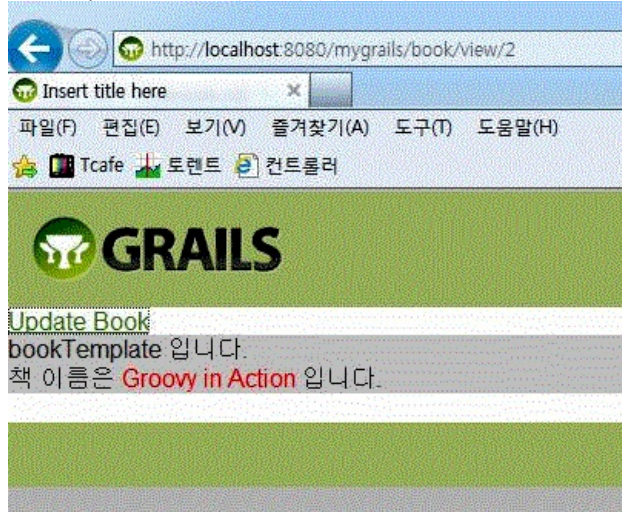 http://localhost:8080/mygrails/book/view/2
Insert title here
파일(F) 편집(E) 보기(V) 즐겨찾기(A) 도구(T) 도움말(H)
Tcafe 토렌트 컨트롤러
GRAILS
Update Book
bookTemplate 입니다.
책 이름은 Groovy in Action 입니다.